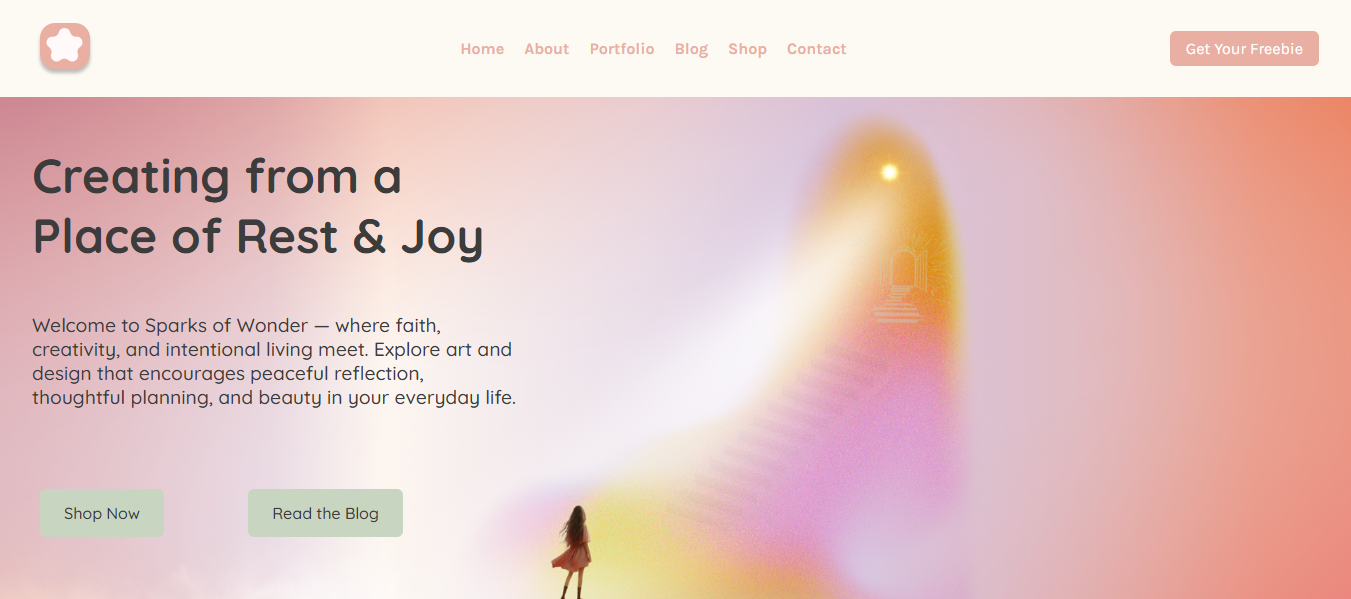 Home About Portfolio Blog Shop Contact
Get Your Freebie
Creating from a
Place of Rest & Joy
Welcome to Sparks of Wonder — where faith,
creativity, and intentional living meet. Explore art and
design that encourages peaceful reflection,
thoughtful planning, and beauty in your everyday life.
Shop Now
Read the Blog